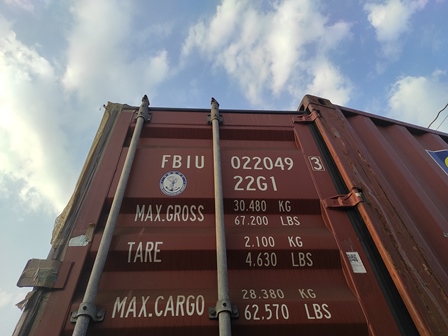 FBIU 022049 3
22G1
MAX.GROSS 30.480 KG
67.200 LBS
TARE 2.100 KG
4.630 LBS
MAX.CARGO 28.380 KG
62.570 LBS